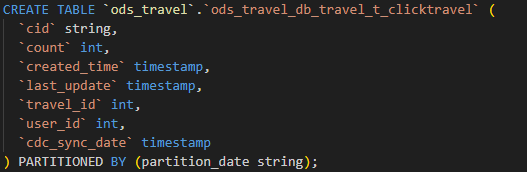 CREATE TABLE `ods_travel`.`ods_travel_db_travel_t_clicktravel` (
`cid` string,
`count` int,
`created_time` timestamp,
`last_update` timestamp,
`travel_id` int,
`user_id` int,
`cdc_sync_date` timestamp
) PARTITIONED BY (partition_date string);